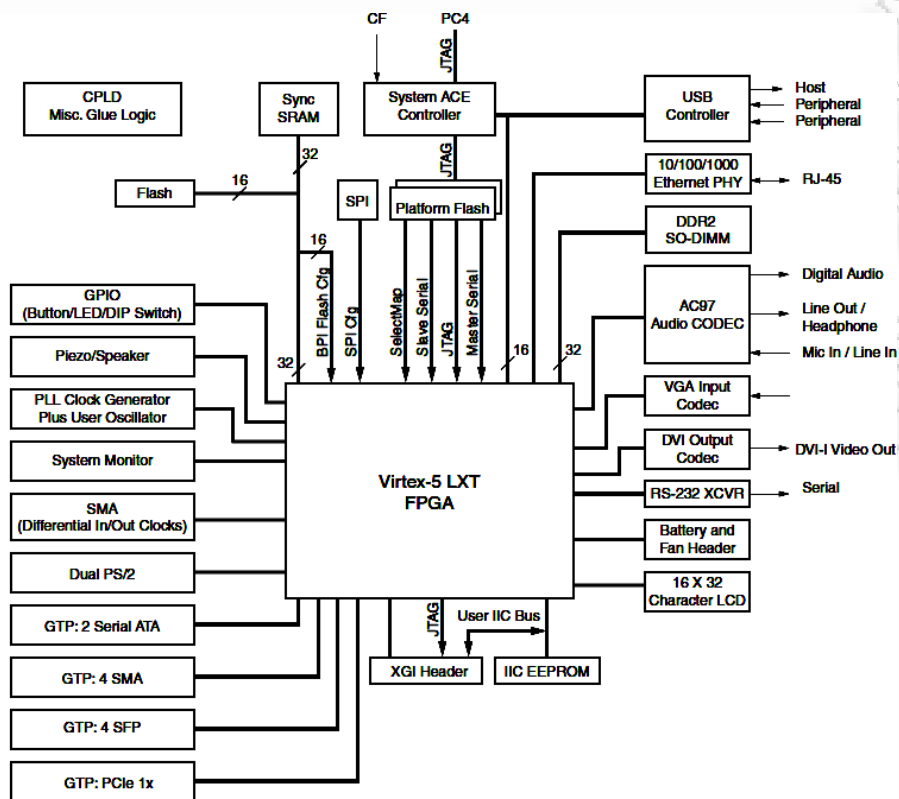 CF
PC4
JTAG
CPLD
Misc. Glue Logic
Sync
SRAM
System ACE
Controller
USB
Controller
Host
Peripheral
Peripheral
32
JTAG
10/100/1000
Ethernet PHY
RJ-45
Flash
16
SPI
Platform Flash
DDR2
SO-DIMM
16
BPI Flash Cfg
SPI Cfg
SelectMap
Slave Serial
JTAG
Master Serial
AC97
Audio CODEC
Digital Audio
Line Out /
Headphone
Mic In / Line In
GPIO
(Button/LED/DIP Switch)
32
16
32
Piezo/Speaker
VGA Input
Codec
PLL Clock Generator
Plus User Oscillator
DVI Output
Codec
DVI-I Video Out
System Monitor
Virtex-5 LXT
FPGA
RS-232 XCVR
Serial
SMA
(Differential In/Out Clocks)
Battery and
Fan Header
Dual PS/2
16 X 32
Character LCD
GTP: 2 Serial ATA
JTAG
User IIC Bus
GTP: 4 SMA
XGI Header
IIC EEPROM
GTP: 4 SFP
GTP: PCIe 1x